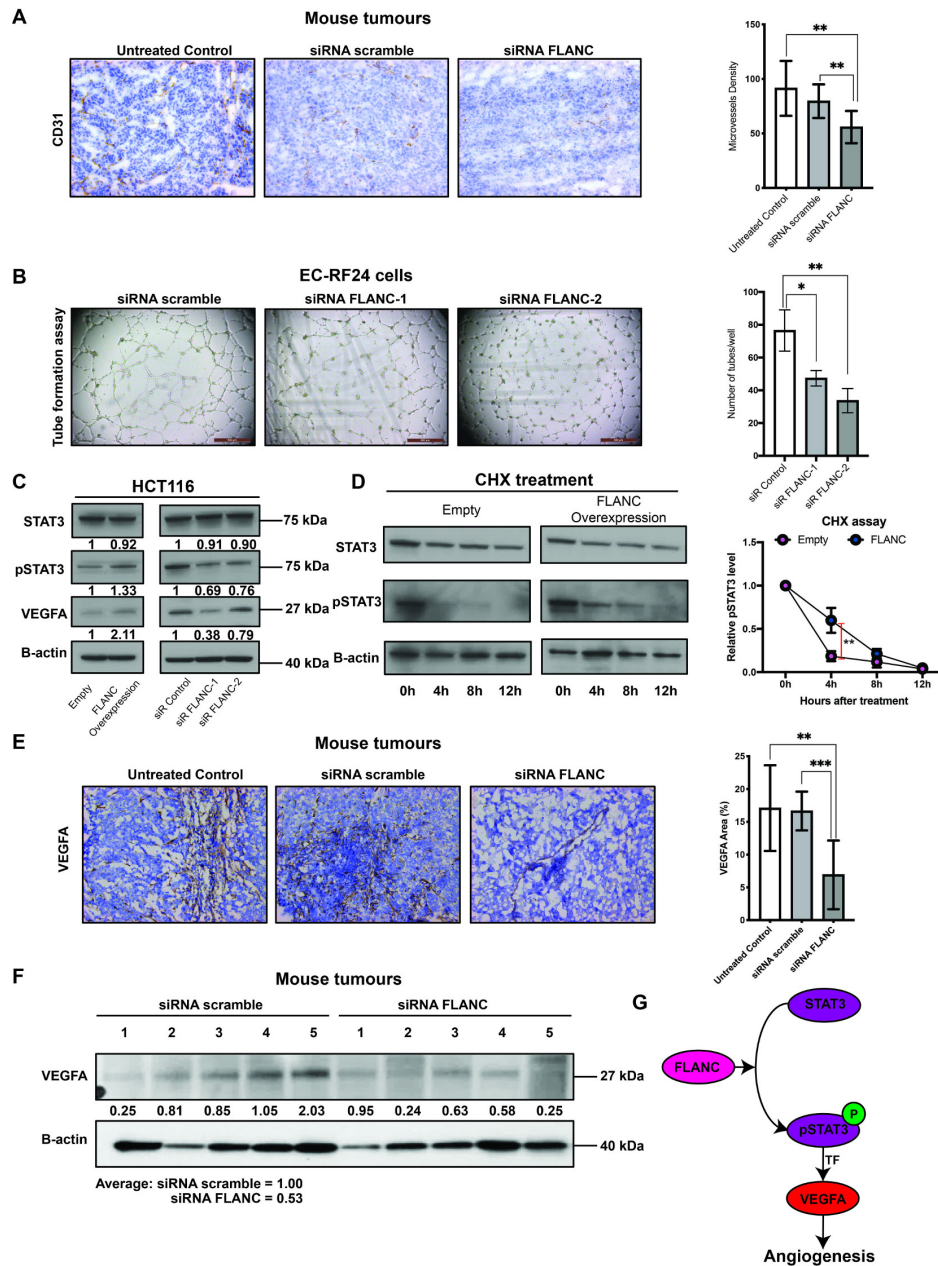 A
Mouse tumours
Untreated Control
siRNA scramble
siRNA FLANC
CD31
Microvessels Density
150
100
50
0
**
**
Untreated Control
siRNA scramble
siRNA FLANC
B
EC-RF24 cells
siRNA scramble
siRNA FLANC-1
siRNA FLANC-2
Tube formation assay
Number of tubes/well
100
80
60
40
20
0
*
**
siR Control
siR FLANC-1
siR FLANC-2
C
HCT116
STAT3
75 kDa
1 0.92 1 0.91 0.90
pSTAT3
75 kDa
1 1.33 1 0.69 0.76
VEGFA
27 kDa
1 2.11 1 0.38 0.79
B-actin
40 kDa
Empty
FLANC
Overexpression
siR Control
siR FLANC-1
siR FLANC-2
D
CHX treatment
Empty
FLANC
Overexpression
STAT3
pSTAT3
B-actin
0h 4h 8h 12h 0h 4h 8h 12h
CHX assay
Empty FLANC
Relative pSTAT3 level
1.5
1.0
0.5
0.0
**
0h 4h 8h 12h
Hours after treatment
E
Mouse tumours
Untreated Control
siRNA scramble
siRNA FLANC
VEGFA
VEGFA Area (%)
25
20
15
10
5
0
**
***
Untreated Control
siRNA scramble
siRNA FLANC
F
Mouse tumours
siRNA scramble siRNA FLANC
1 2 3 4 5 1 2 3 4 5
VEGFA
27 kDa
0.25 0.81 0.85 1.05 2.03 0.95 0.24 0.63 0.58 0.25
B-actin
40 kDa
Average: siRNA scramble = 1.00
siRNA FLANC = 0.53
G
STAT3
FLANC
P
pSTAT3
TF
VEGFA
Angiogenesis